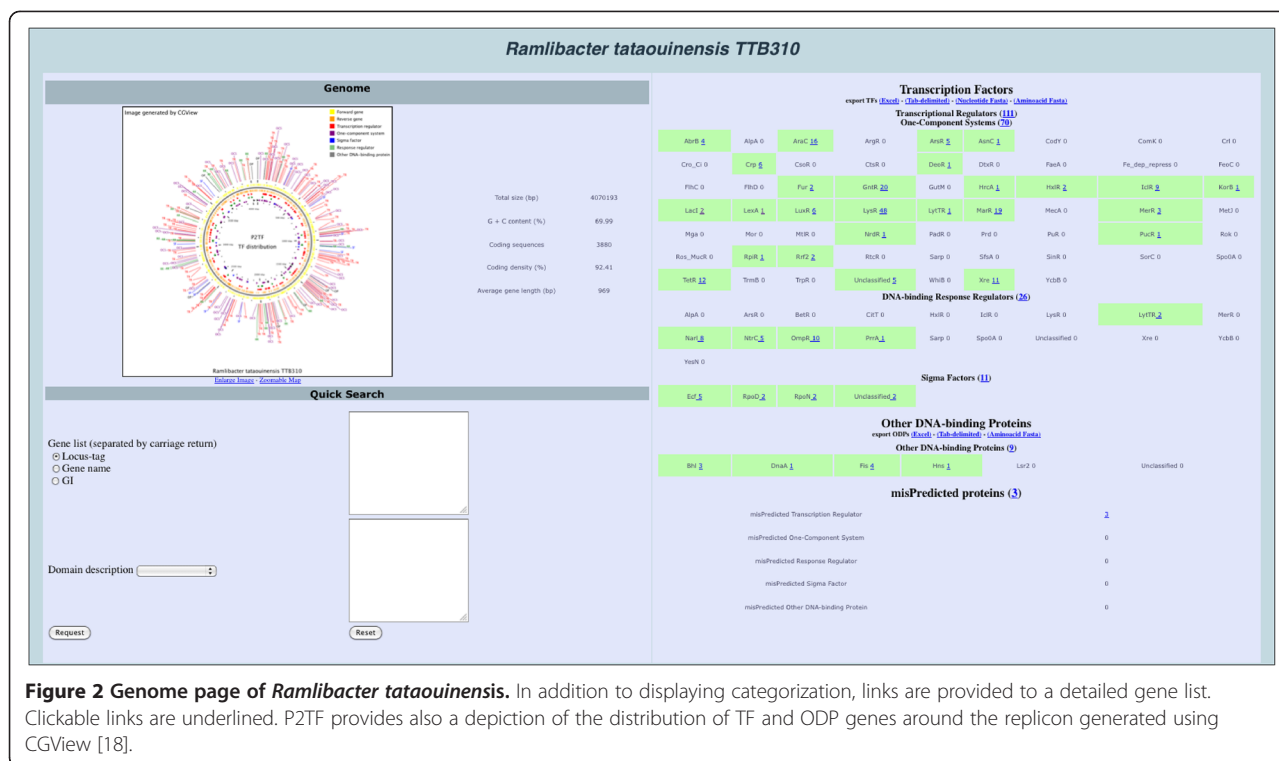 Ramlibacter tataouinensis TTB310
Genome
Image generated by CGView
Forward gene
Reverse gene
Transcription regulator
One-component system
Sigma factor
Response regulator
Other DNA-binding protein
P2TF
TF distribution
Ramlibacter tataouinensis TTB310
Enlarge Image - Zoomable Map
Total size (bp) 4070193
G + C content (%) 69.99
Coding sequences 3880
Coding density (%) 92.41
Average gene length (bp) 969
Quick Search
Gene list (separated by carriage return)
Locus-tag
Gene name
GI
Domain description
Request
Reset
Transcription Factors
export TFs (Excel) - (Tab-delimited) - (Nucleotide Fasta) - (Aminoacid Fasta)
Transcriptional Regulators (111)
One-Component Systems (70)
AbrB 4 AlpA 0 AraC 16 ArgR 0 ArsR 5 AsnC 1 CodY 0 ComK 0 Crl 0
Cro_CI 0 Crp 6 CsoR 0 CtsR 0 DeoR 1 DtxR 0 FaeA 0 Fe_dep_repress 0 FeoC 0
FlhC 0 FlhD 0 Fur 2 GntR 20 GutM 0 HrcA 1 HxlR 2 IclR 9 KorB 1
LacI 2 LexA 1 LuxR 6 LysR 48 LytTR 1 MarR 19 MecA 0 MerR 3 MetJ 0
Mga 0 Mor 0 MtlR 0 NrdR 1 PadR 0 Prd 0 PuR 0 PucR 1 Rok 0
Ros_MucR 0 RpiR 1 Rrf2 2 RtcR 0 Sarp 0 SfsA 0 SinR 0 SorC 0 Spo0A 0
TetR 12 TrmB 0 TrpR 0 Unclassified 5 WhiB 0 Xre 11 YcbB 0
DNA-binding Response Regulators (26)
AlpA 0 ArsR 0 BetR 0 CitT 0 HxlR 0 IclR 0 LysR 0 LytTR 2 MerR 0
NarL 8 NtrC 5 OmpR 10 PrrA 1 Sarp 0 Spo0A 0 Unclassified 0 Xre 0 YcbB 0
YesN 0
Sigma Factors (11)
Ecf 5 RpoD 2 RpoN 2 Unclassified 2
Other DNA-binding Proteins
export ODPs (Excel) - (Tab-delimited) - (Aminoacid Fasta)
Other DNA-binding Proteins (9)
Bhl 3 DnaA 1 Fis 4 Hns 1 Lsr2 0 Unclassified 0
misPredicted proteins (3)
misPredicted Transcription Regulator 3
misPredicted One-Component System 0
misPredicted Response Regulator 0
misPredicted Sigma Factor 0
misPredicted Other DNA-binding Protein 0
Figure 2 Genome page of Ramlibacter tataouinensis. In addition to displaying categorization, links are provided to a detailed gene list.
Clickable links are underlined. P2TF provides also a depiction of the distribution of TF and ODP genes around the replicon generated using
CGView [18].